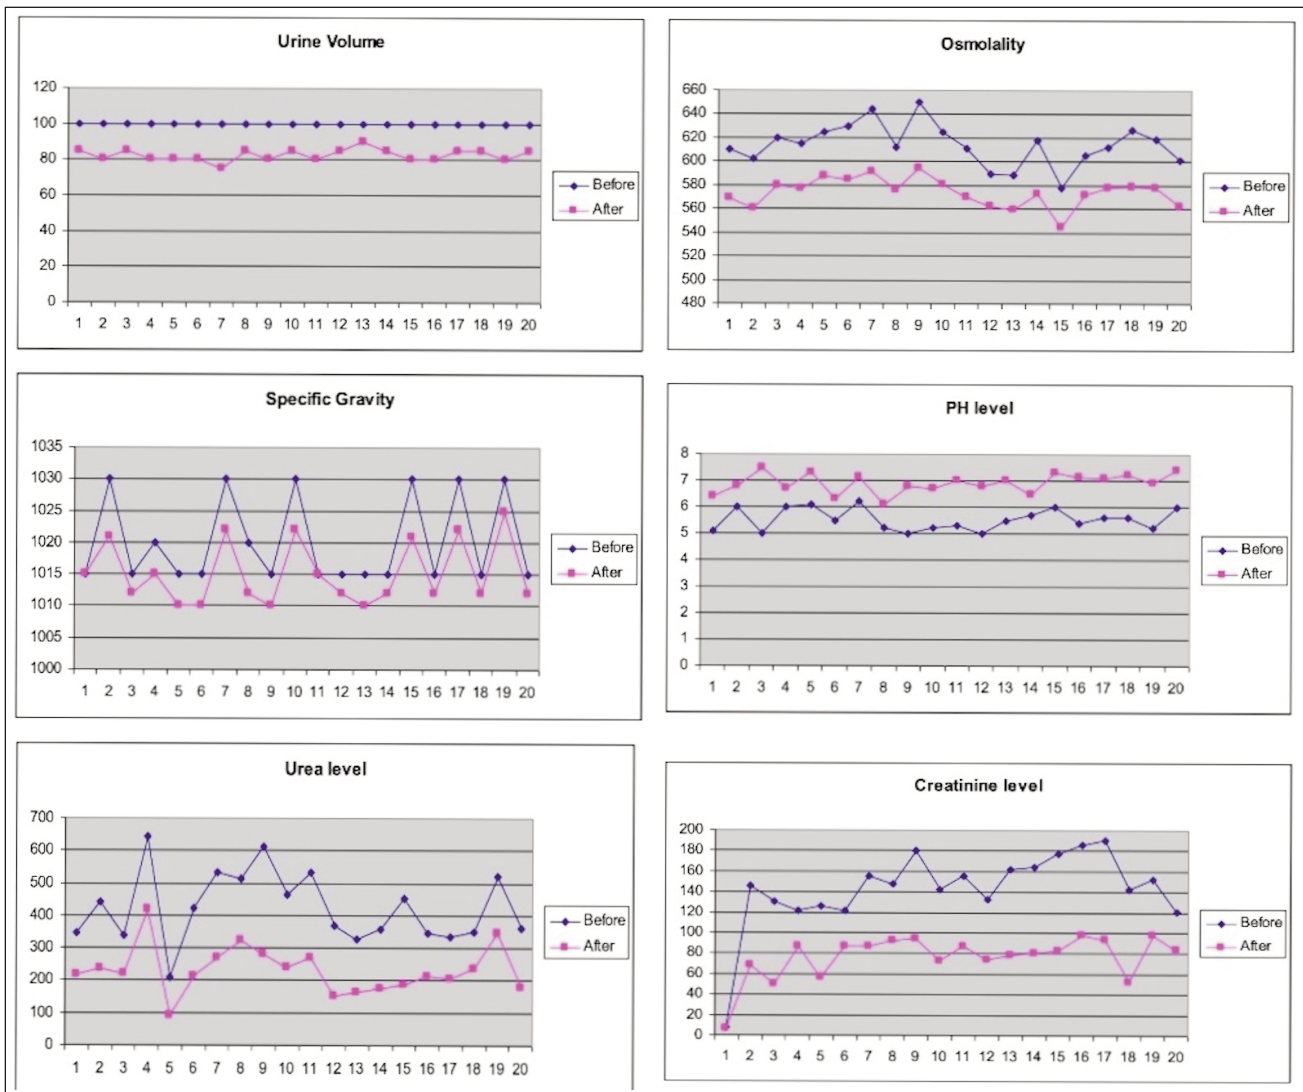 Urine Volume
120
100
80
60
40
20
0
1 2 3 4 5 6 7 8 9 10 11 12 13 14 15 16 17 18 19 20
Before
After
Osmolality
660
640
620
600
580
560
540
520
500
480
1 2 3 4 5 6 7 8 9 10 11 12 13 14 15 16 17 18 19 20
Before
After
Specific Gravity
1035
1030
1025
1020
1015
1010
1005
1000
1 2 3 4 5 6 7 8 9 10 11 12 13 14 15 16 17 18 19 20
Before
After
PH level
8
7
6
5
4
3
2
1
0
1 2 3 4 5 6 7 8 9 10 11 12 13 14 15 16 17 18 19 20
Before
After
Urea level
700
600
500
400
300
200
100
0
1 2 3 4 5 6 7 8 9 10 11 12 13 14 15 16 17 18 19 20
Before
After
Creatinine level
200
180
160
140
120
100
80
60
40
20
0
1 2 3 4 5 6 7 8 9 10 11 12 13 14 15 16 17 18 19 20
Before
After